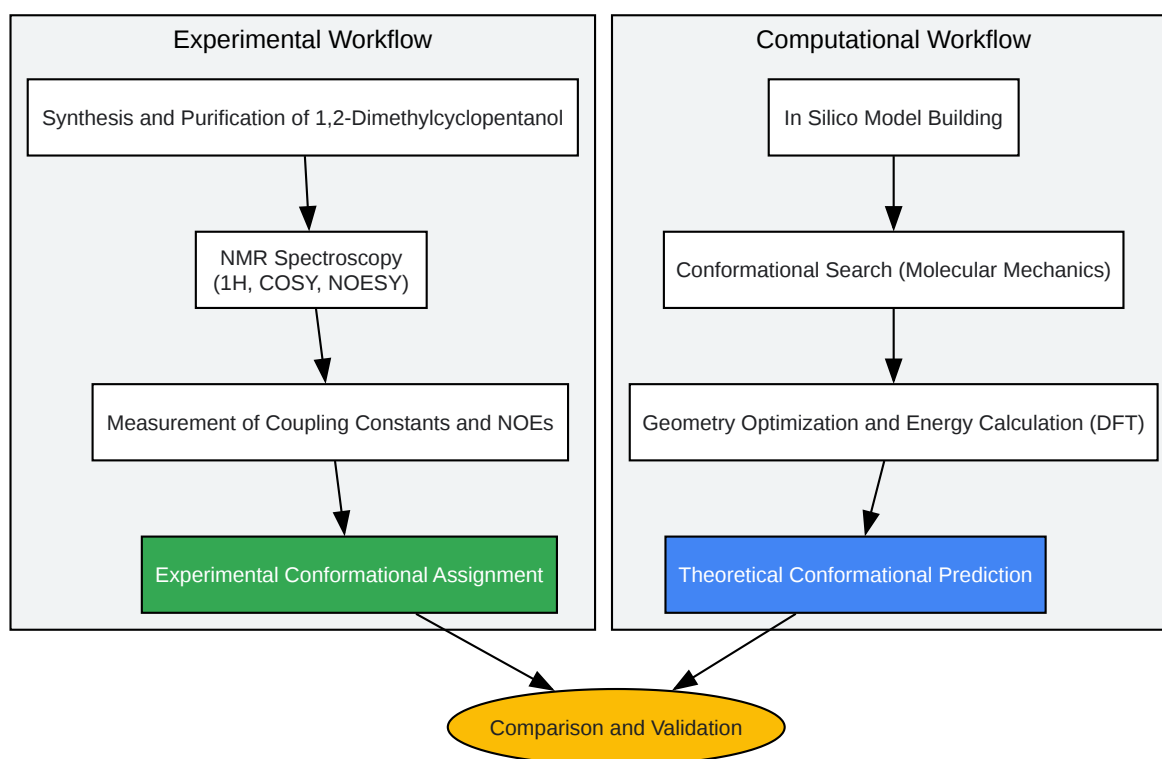 Experimental Workflow
Synthesis and Purification of 1,2-Dimethylcyclopentanol
NMR Spectroscopy
(1H, COSY, NOESY)
Measurement of Coupling Constants and NOEs
Experimental Conformational Assignment
Computational Workflow
In Silico Model Building
Conformational Search (Molecular Mechanics)
Geometry Optimization and Energy Calculation (DFT)
Theoretical Conformational Prediction
Comparison and Validation